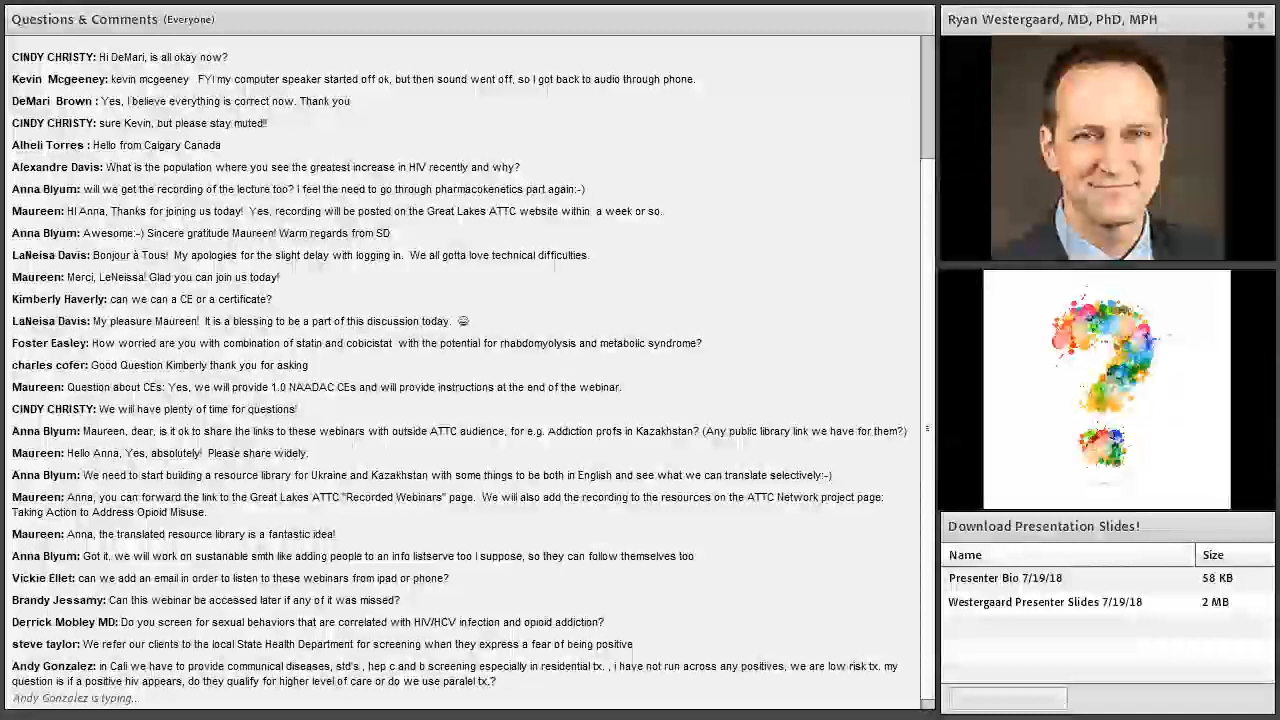 Questions & Comments (Everyone)
CINDY CHRISTY: Hi DeMari, is all okay now?
Kevin Mcgeeney: kevin mcgeeney FYI my computer speaker started off ok, but then sound went off, so I got back to audio through phone.
DeMari Brown : Yes, I believe everything is correct now. Thank you
CINDY CHRISTY: sure Kevin, but please stay muted!!
Alheli Torres : Hello from Calgary Canada
Alexandre Davis: What is the population where you see the greatest increase in HIV recently and why?
Anna Blyum: will we get the recording of the lecture too? I feel the need to go through pharmacokenetics part again:-)
Maureen: HI Anna, Thanks for joining us today! Yes, recording will be posted on the Great Lakes ATTC website within a week or so.
Anna Blyum: Awesome:-) Sincere gratitude Maureen! Warm regards from SD
LaNeisa Davis: Bonjour à Tous! My apologies for the slight delay with logging in. We all gotta love technical difficulties.
Maureen: Merci, LeNeissa! Glad you can join us today!
Kimberly Haverly: can we can a CE or a certificate?
LaNeisa Davis: My pleasure Maureen! It is a blessing to be a part of this discussion today. 😄
Foster Easley: How worried are you with combination of statin and cobicistat with the potential for rhabdomyolysis and metabolic syndrome?
charles cofer: Good Question Kimberly thank you for asking
Maureen: Question about CEs: Yes, we will provide 1.0 NAADAC CEs and will provide instructions at the end of the webinar.
CINDY CHRISTY: We will have plenty of time for questions!
Anna Blyum: Maureen, dear, is it ok to share the links to these webinars with outside ATTC audience, for e.g. Addiction profs in Kazakhstan? (Any public library link we have for them?)
Maureen: Hello Anna, Yes, absolutely! Please share widely.
Anna Blyum: We need to start building a resource library for Ukraine and Kazakhstan with some things to be both in English and see what we can translate selectively:-)
Maureen: Anna, you can forward the link to the Great Lakes ATTC "Recorded Webinars" page. We will also add the recording to the resources on the ATTC Network project page:
Taking Action to Address Opioid Misuse.
Maureen: Anna, the translated resource library is a fantastic idea!
Anna Blyum: Got it, we will work on sustanable smth like adding people to an info listserve too I suppose, so they can follow themselves too
Vickie Ellet: can we add an email in order to listen to these webinars from ipad or phone?
Brandy Jessamy: Can this webinar be accessed later if any of it was missed?
Derrick Mobley MD: Do you screen for sexual behaviors that are correlated with HIV/HCV infection and opioid addiction?
steve taylor: We refer our clients to the local State Health Department for screening when they express a fear of being positive
Andy Gonzalez: in Cali we have to provide communical diseases, std's , hep c and b screening especially in residential tx. , i have not run across any positives, we are low risk tx. my
question is if a positive hiv appears, do they qualify for higher level of care or do we use paralel tx.?
Andy Gonzalez is typing..
Ryan Westergaard, MD, PhD, MPH
Download Presentation Slides!
Name Size
Presenter Bio 7/19/18 58 KB
Westergaard Presenter Slides 7/19/18 2 MB